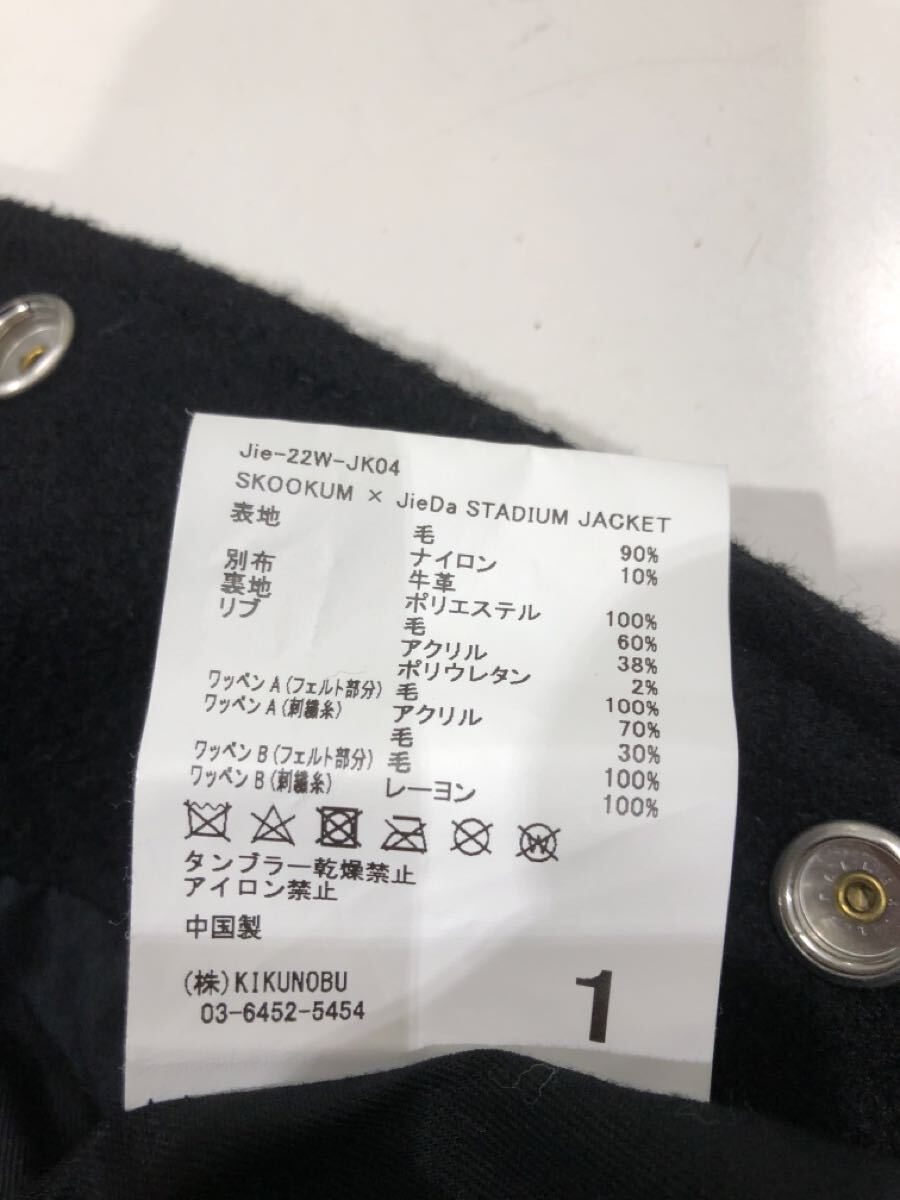 Jie-22W-JK04
SKOOKUM × JieDa STADIUM JACKET
表地 毛 90%
ナイロン 10%
別布 牛革
裏地 ポリエステル 100%
リブ 毛 60%
アクリル 38%
ポリウレタン 2%
ワッペンA(フェルト部分) 毛 100%
ワッペンA(刺繍糸) アクリル 70%
毛 30%
ワッペンB(フェルト部分) 毛 100%
ワッペンB(刺繍糸) レーヨン 100%
W
タンブラー乾燥禁止
アイロン禁止
中国製
(株)KIKUNOBU
03-6452-5454
1